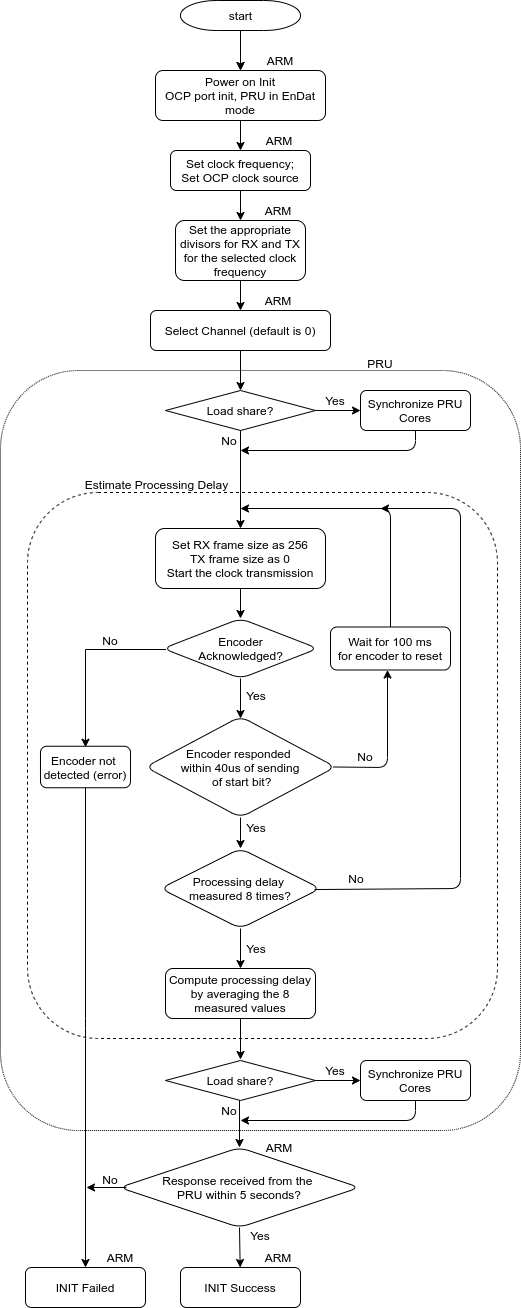 start
ARM
Power on Init
OCP port init, PRU in EnDat
mode
ARM
Set clock frequency;
Set OCP clock source
ARM
Set the appropriate
divisors for RX and TX
for the selected clock
frequency
ARM
Select Channel (default is 0)
PRU
Load share?
Yes
Synchronize PRU
Cores
No
Estimate Processing Delay
Set RX frame size as 256
TX frame size as 0
Start the clock transmission
No
Encoder
Acknowledged?
Wait for 100 ms
for encoder to reset
Yes
Encoder not
detected (error)
Encoder responded
within 40us of sending
of start bit?
No
Yes
Processing delay
measured 8 times?
No
Yes
Compute processing delay
by averaging the 8
measured values
Load share?
Yes
Synchronize PRU
Cores
No
ARM
Response received from the
PRU within 5 seconds?
No
Yes
ARM
INIT Failed
ARM
INIT Success